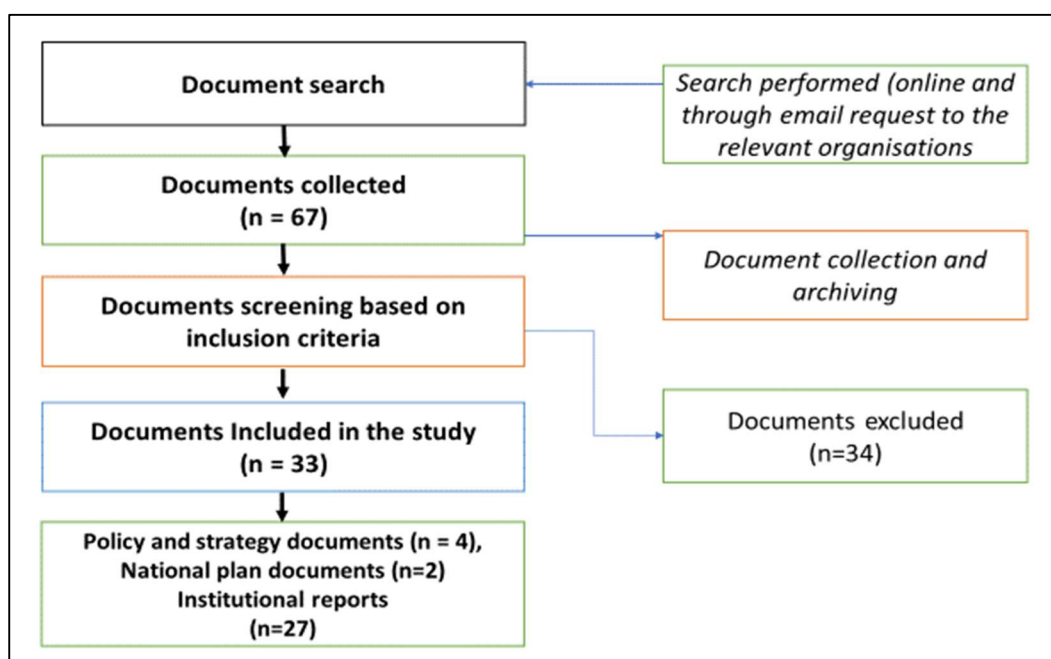 Document search
Search performed (online and
through email request to the
relevant organisations
Documents collected
(n = 67)
Document collection and
archiving
Documents screening based on
inclusion criteria
Documents Included in the study
(n = 33)
Documents excluded
(n=34)
Policy and strategy documents (n = 4),
National plan documents (n=2)
Institutional reports
(n=27)